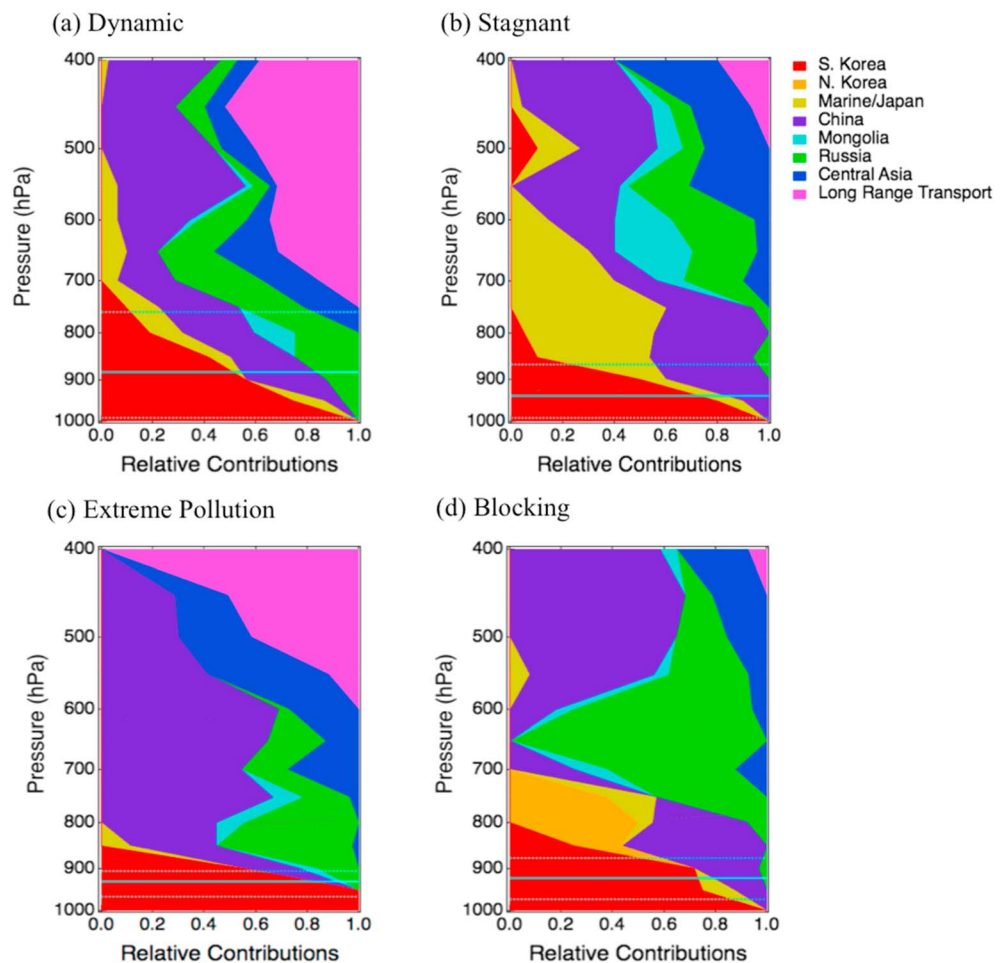 (a) Dynamic
(b) Stagnant
400
500
600
700
800
900
1000
Pressure (hPa)
0.0 0.2 0.4 0.6 0.8 1.0
Relative Contributions
400
500
600
700
800
900
1000
Pressure (hPa)
0.0 0.2 0.4 0.6 0.8 1.0
Relative Contributions
S. Korea
N. Korea
Marine/Japan
China
Mongolia
Russia
Central Asia
Long Range Transport
(c) Extreme Pollution
(d) Blocking
400
500
600
700
800
900
1000
Pressure (hPa)
0.0 0.2 0.4 0.6 0.8 1.0
Relative Contributions
400
500
600
700
800
900
1000
Pressure (hPa)
0.0 0.2 0.4 0.6 0.8 1.0
Relative Contributions